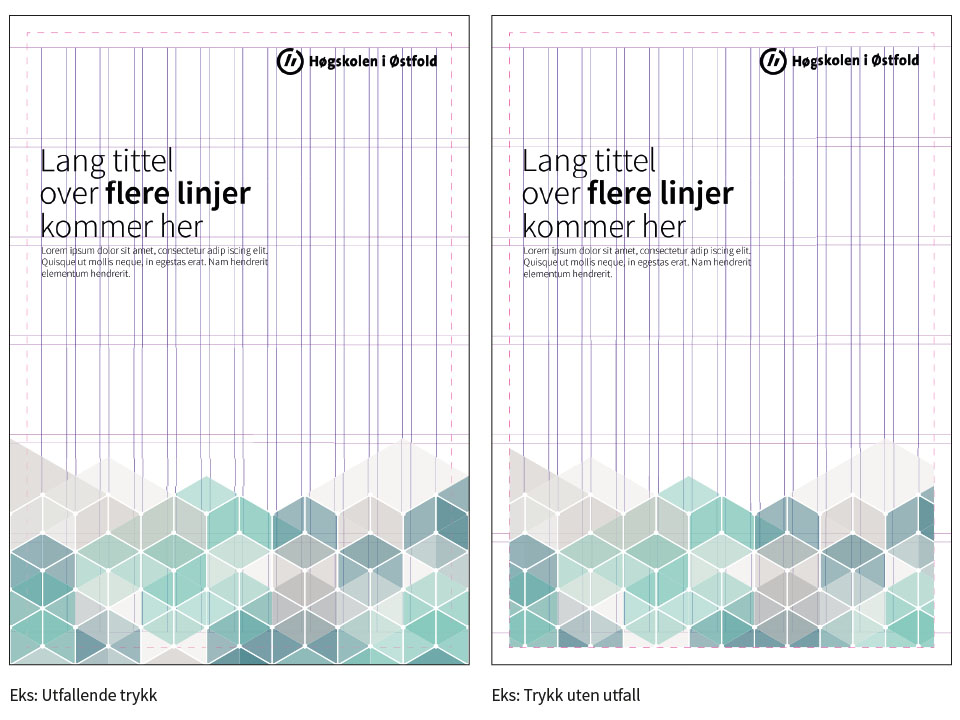 Høgskolen i Østfold
Lang tittel
over flere linjer
kommer her
Lorem ipsum dolor sit amet, consectetur adip iscing elit.
Quisque ut mollis neque, in egestas erat. Nam hendrerit
elementum hendrerit.
Eks: Utfallende trykk
Høgskolen i Østfold
Lang tittel
over flere linjer
kommer her
Lorem ipsum dolor sit amet, consectetur adip iscing elit.
Quisque ut mollis neque, in egestas erat. Nam hendrerit
elementum hendrerit.
Eks: Trykk uten utfall